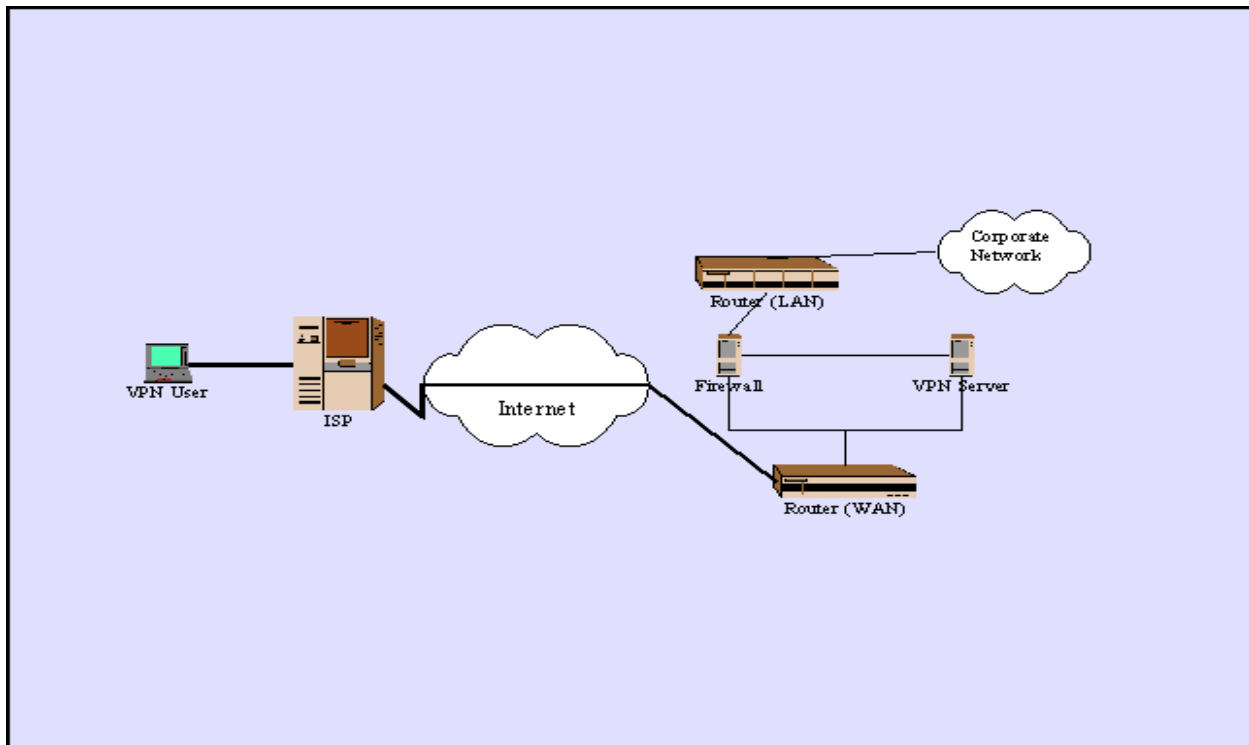 Corporate
Network
Router (LAN)
VPN User
ISP
Internet
Firewall
VPN Server
Router (WAN)